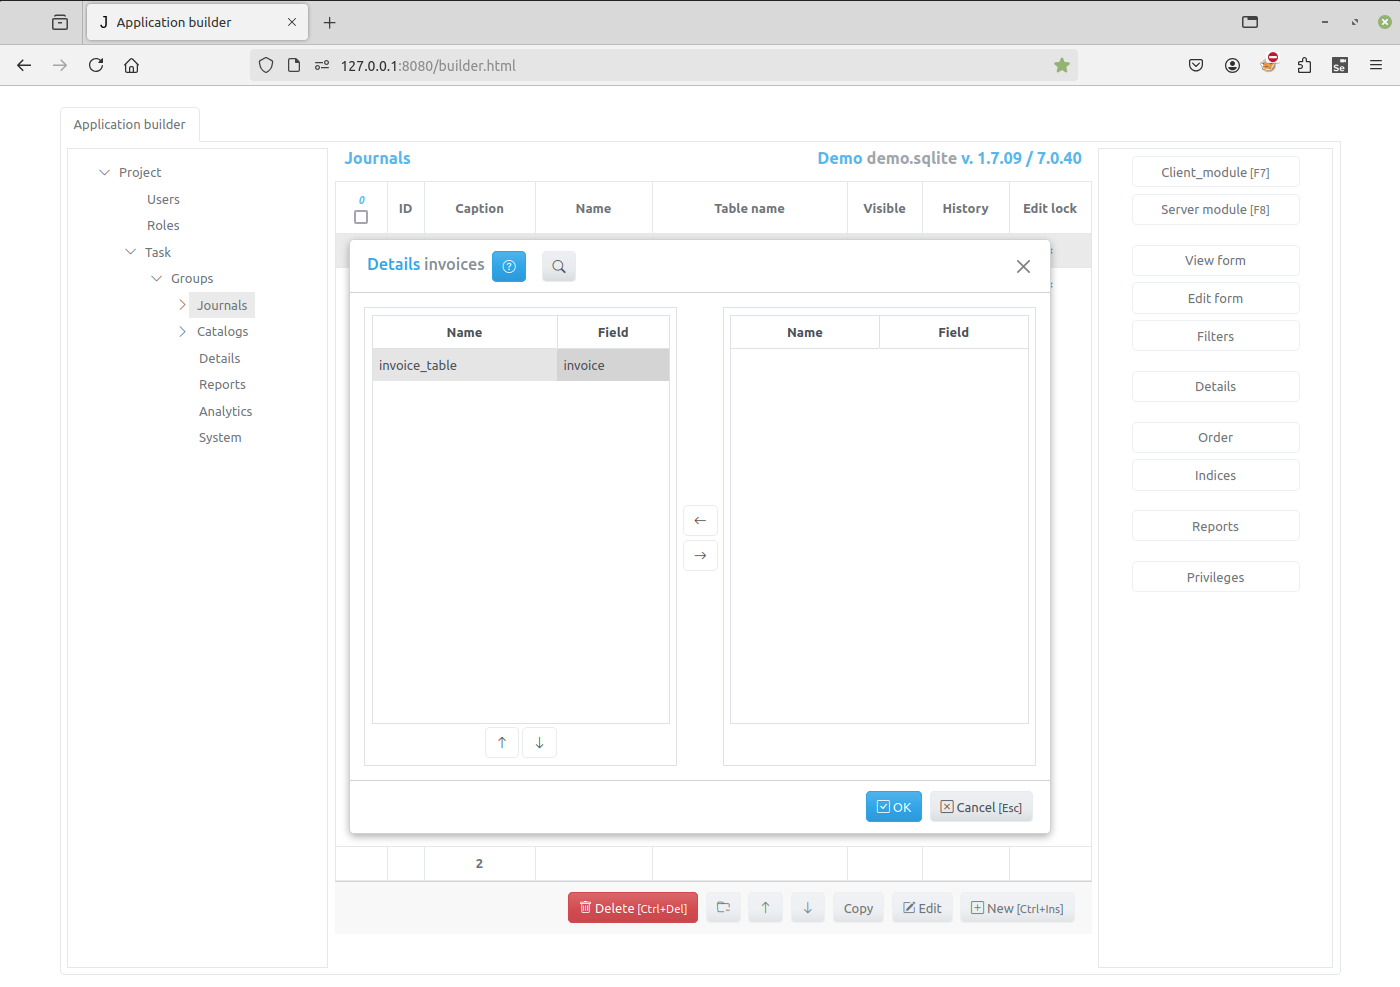 J Application builder
127.0.0.1:8080/builder.html
Se
Application builder
Project
Users
Roles
Task
Groups
Journals
Catalogs
Details
Reports
Analytics
System
Journals
Demo demo.sqlite v. 1.7.09 / 7.0.40
0
ID Caption Name Table name Visible History Edit lock
Details invoices
Name Field
invoice_table invoice
Name Field
OK Cancel [Esc]
2
Delete [Ctrl+Del] Copy Edit New [Ctrl+Ins]
Client_module [F7]
Server module [F8]
View form
Edit form
Filters
Details
Order
Indices
Reports
Privileges